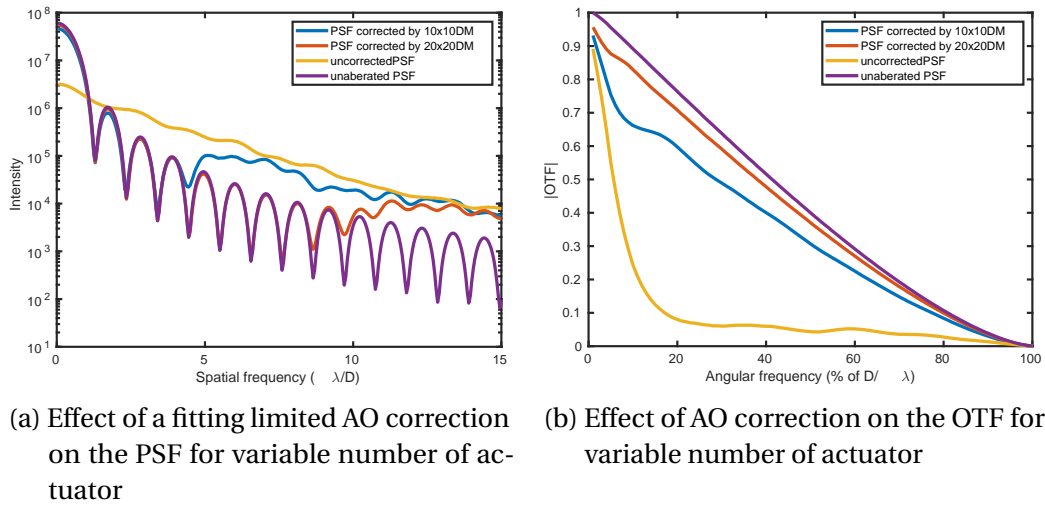 10^8
10^7
10^6
10^5
10^4
10^3
10^2
10^1
Intensity
0
5
10
15
Spatial frequency ( λ/D)
PSF corrected by 10x10DM
PSF corrected by 20x20DM
uncorrectedPSF
unaberated PSF
1
0.9
0.8
0.7
0.6
0.5
0.4
0.3
0.2
0.1
0
|OTF|
0
20
40
60
80
100
Angular frequency (% of D/ λ)
PSF corrected by 10x10DM
PSF corrected by 20x20DM
uncorrectedPSF
unaberated PSF
(a) Effect of a fitting limited AO correction
on the PSF for variable number of ac-
tuator
(b) Effect of AO correction on the OTF for
variable number of actuator